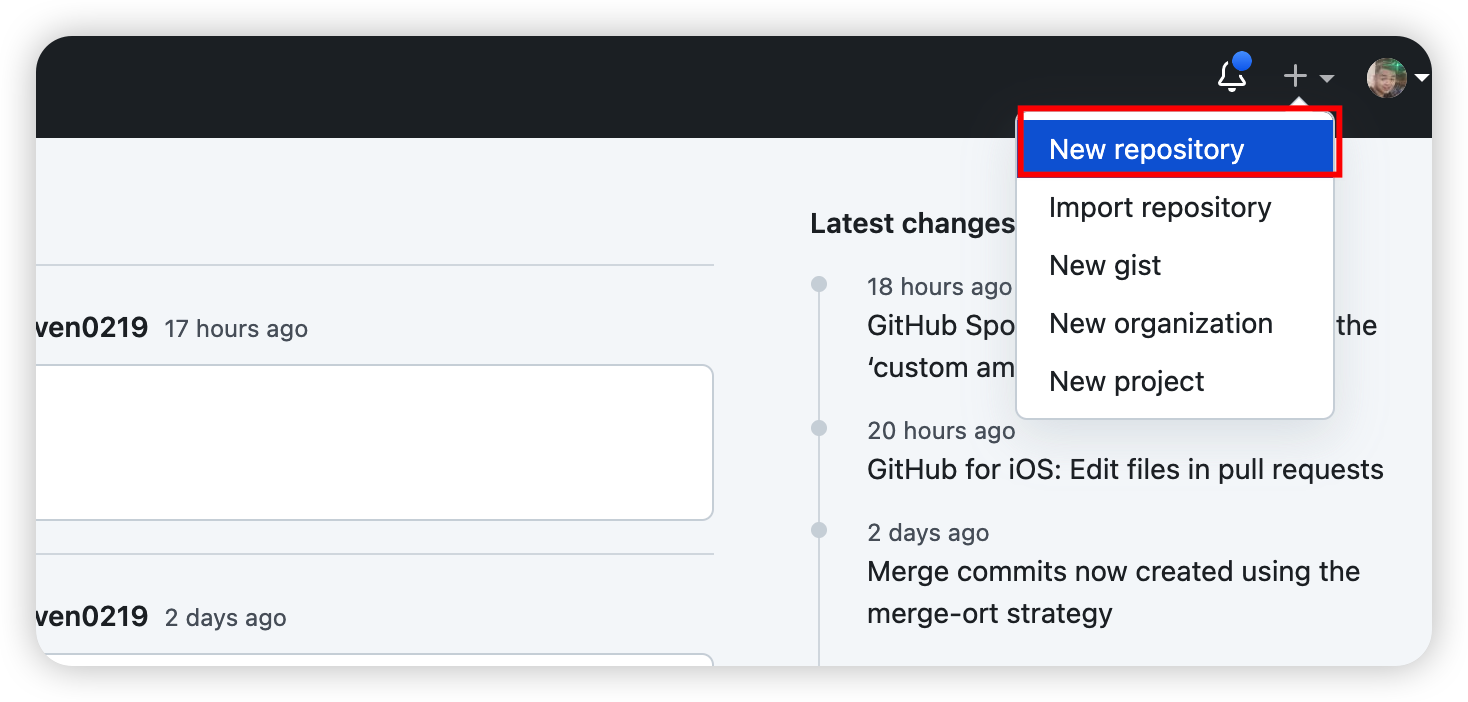 New repository
Import repository
New gist
New organization
New project
ven0219 17 hours ago
ven0219 2 days ago
Latest changes
18 hours ago
GitHub Spo the
‘custom am
20 hours ago
GitHub for iOS: Edit files in pull requests
2 days ago
Merge commits now created using the
merge-ort strategy